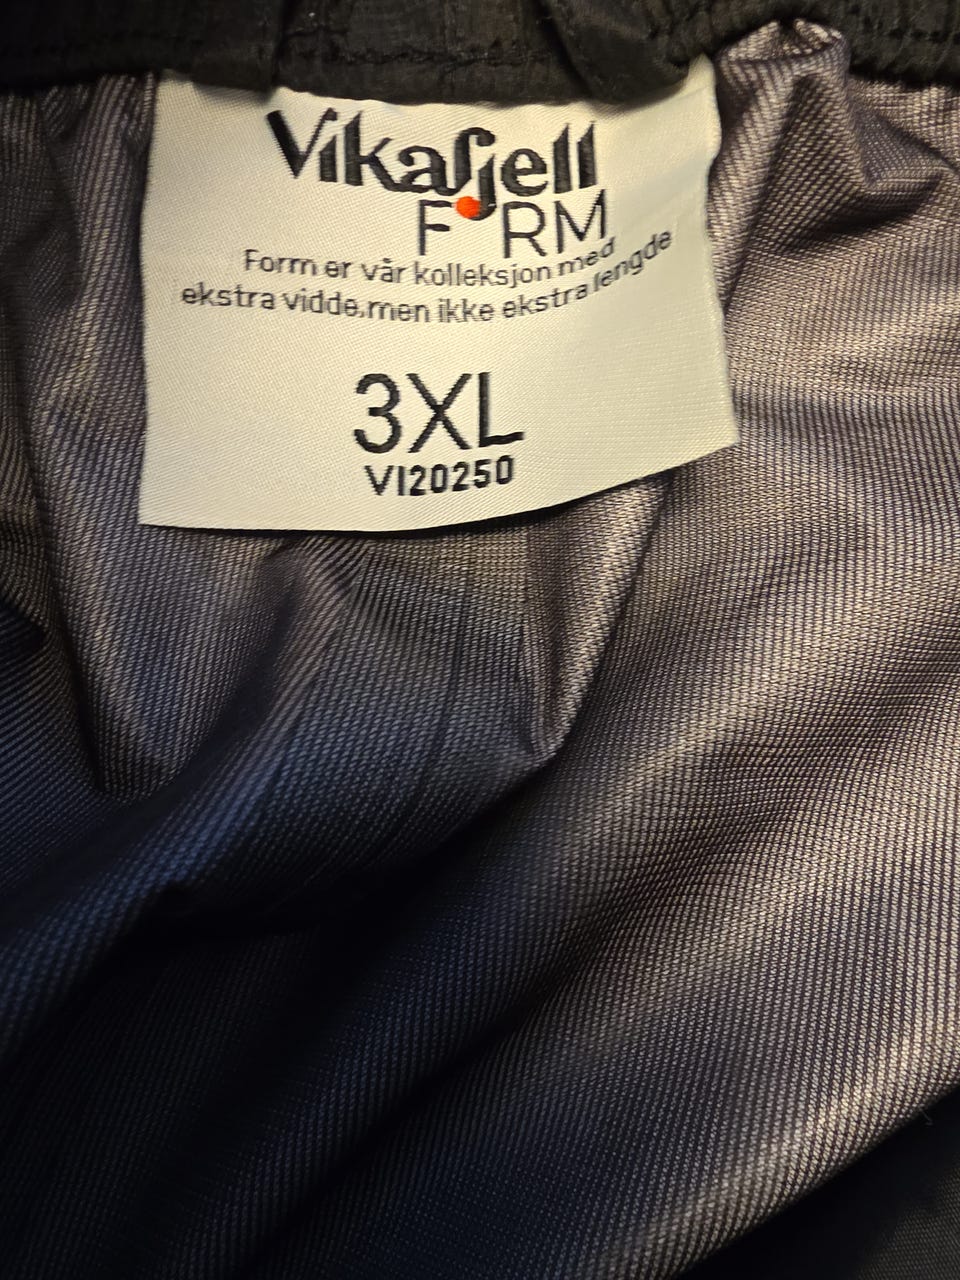 Vikafjell
FORM
Form er vår kolleksjon med
ekstra vidde, men ikke ekstra lengde
3XL
VI20250